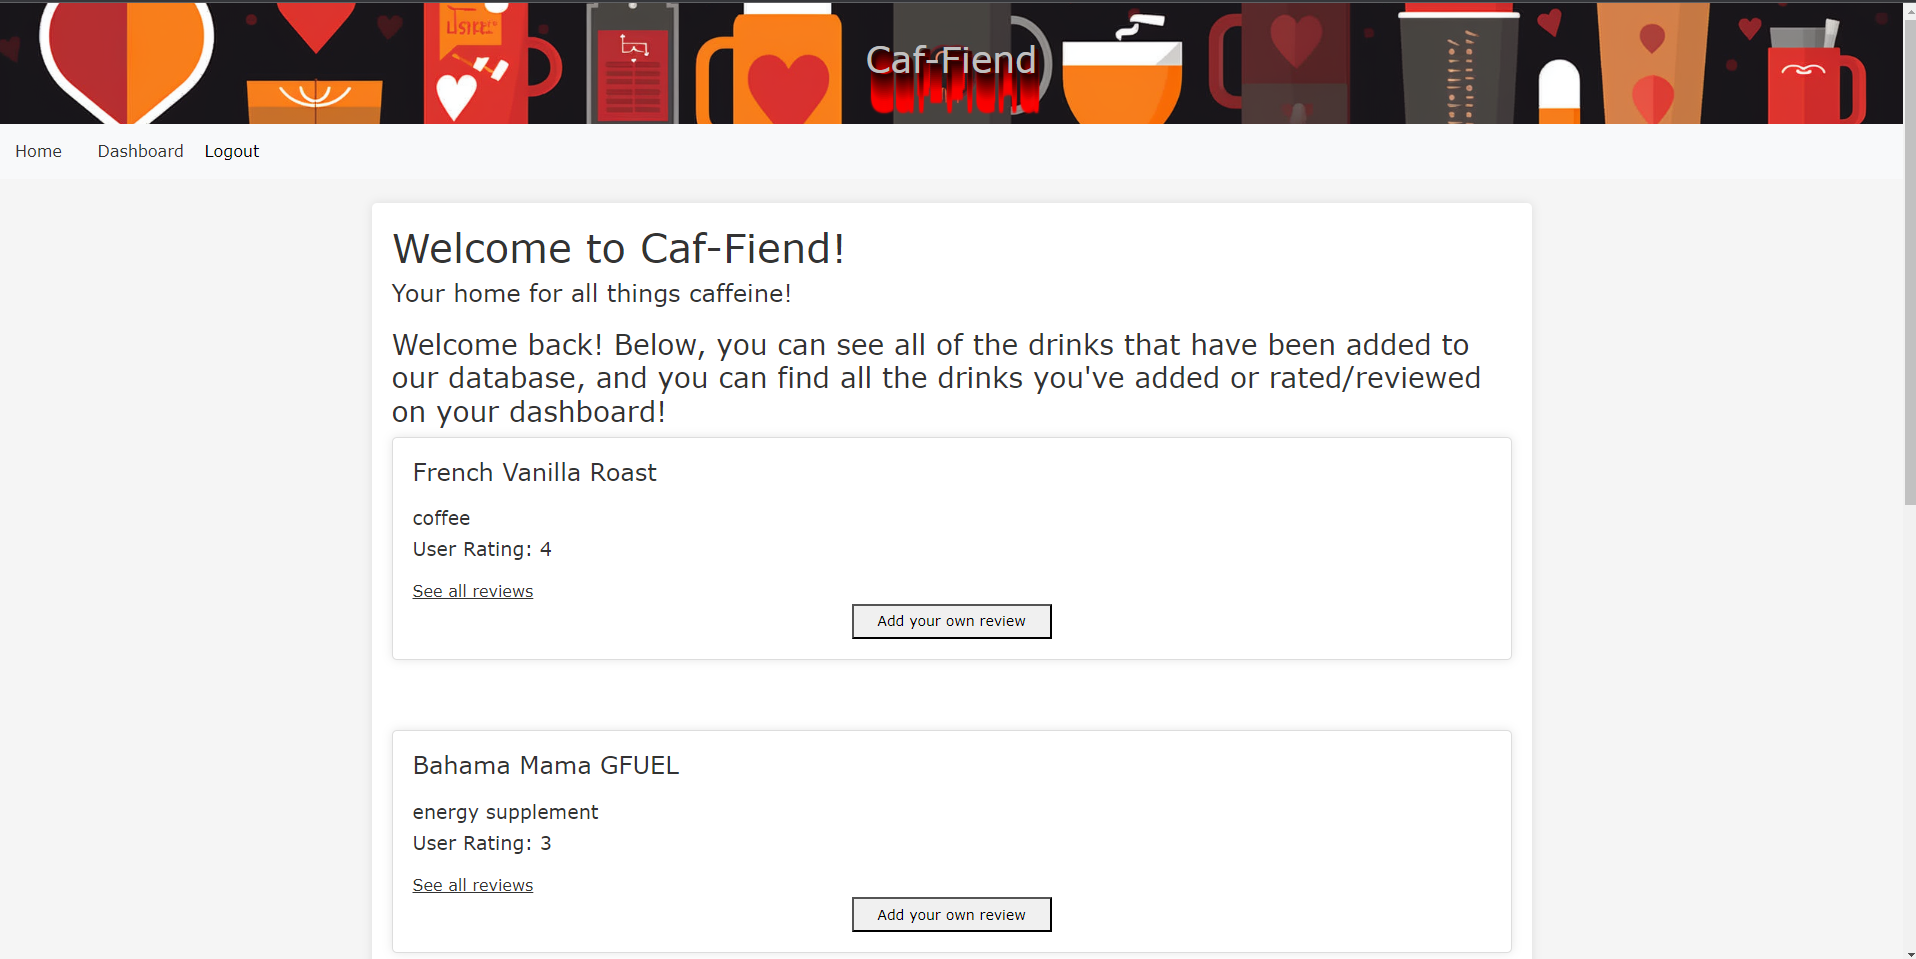 Caf-Fiend
Home Dashboard Logout
Welcome to Caf-Fiend!
Your home for all things caffeine!
Welcome back! Below, you can see all of the drinks that have been added to
our database, and you can find all the drinks you've added or rated/reviewed
on your dashboard!
French Vanilla Roast
coffee
User Rating: 4
See all reviews
Add your own review
Bahama Mama GFUEL
energy supplement
User Rating: 3
See all reviews
Add your own review